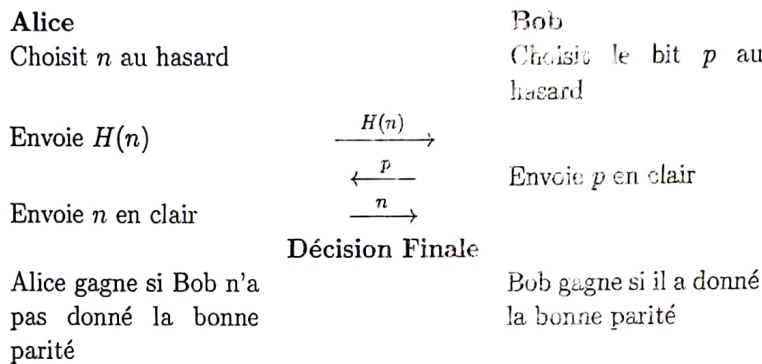 Alice
Bob
Choisit n au hasard
Choisit le bit p au
hasard
Envoie H(n)
H(n)
p
Envoie p en clair
Envoie n en clair
n
Décision Finale
Alice gagne si Bob n'a
pas donné la bonne
parité
Bob gagne si il a donné
la bonne parité